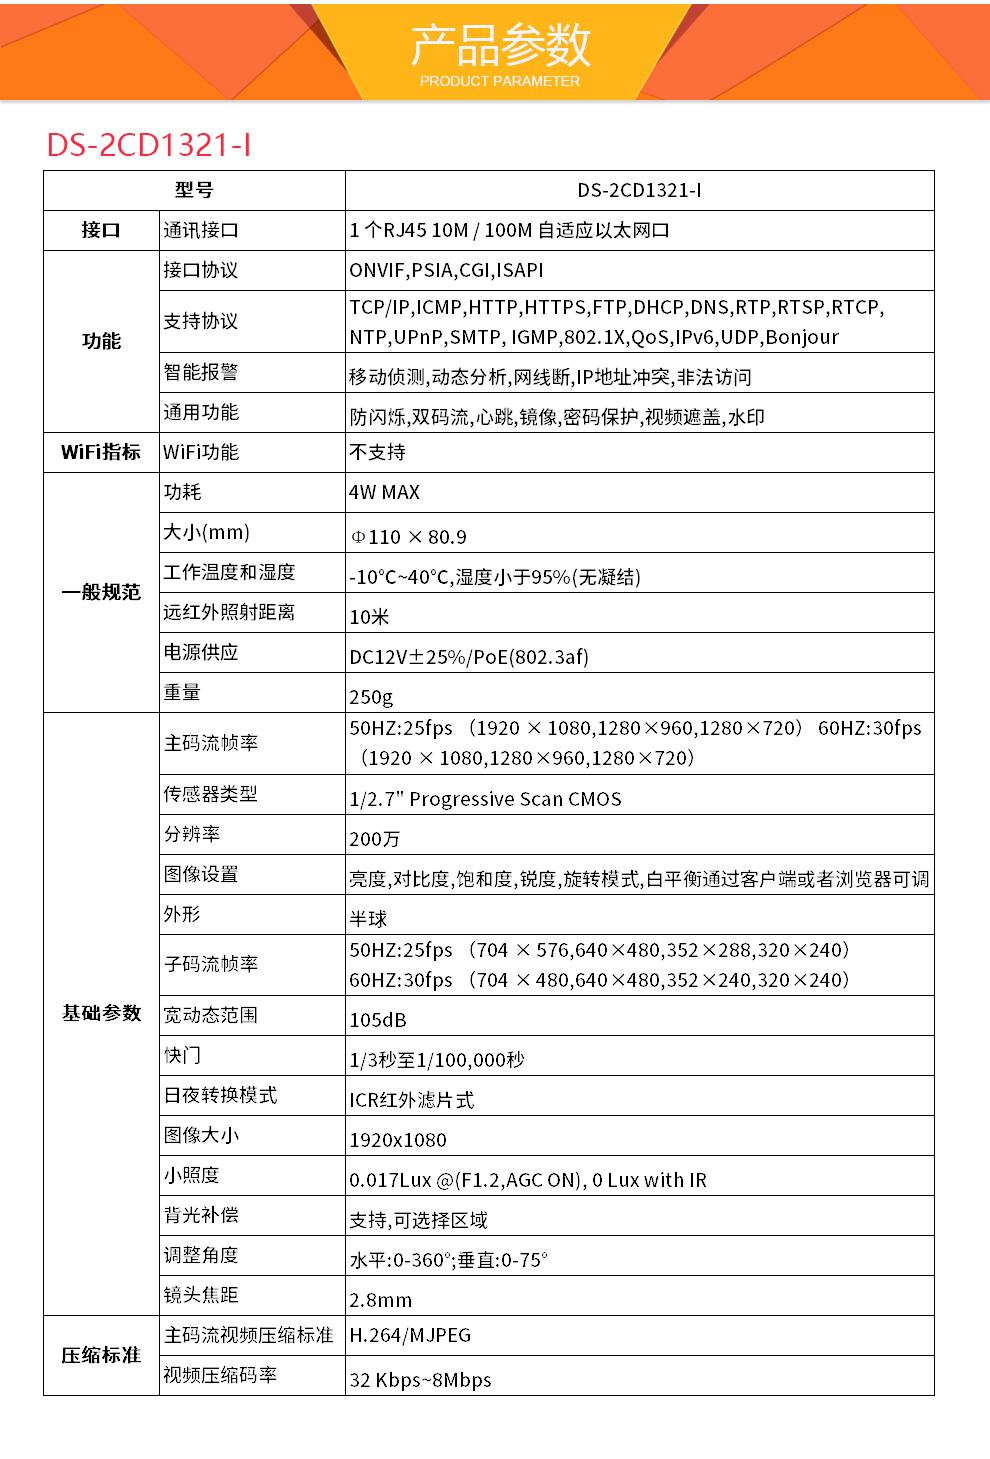 产品参数
PRODUCT PARAMETER
DS-2CD1321-I
型号 DS-2CD1321-I
接口 通讯接口 1 个RJ45 10M / 100M 自适应以太网口
功能
接口协议 ONVIF,PSIA,CGI,ISAPI
支持协议 TCP/IP,ICMP,HTTP,HTTPS,FTP,DHCP,DNS,RTP,RTSP,RTCP,
NTP,UPnP,SMTP, IGMP,802.1X,QoS,IPv6,UDP,Bonjour
智能报警 移动侦测,动态分析,网线断,IP地址冲突,非法访问
通用功能 防闪烁,双码流,心跳,镜像,密码保护,视频遮盖,水印
WiFi指标 WiFi功能 不支持
一般规范
功耗 4W MAX
大小(mm) Φ110 × 80.9
工作温度和湿度 -10℃~40℃,湿度小于95%(无凝结)
远红外照射距离 10米
电源供应 DC12V±25%/PoE(802.3af)
重量 250g
基础参数
主码流帧率 50HZ:25fps （1920 × 1080,1280×960,1280×720） 60HZ:30fps
（1920 × 1080,1280×960,1280×720）
传感器类型 1/2.7" Progressive Scan CMOS
分辨率 200万
图像设置 亮度,对比度,饱和度,锐度,旋转模式,白平衡通过客户端或者浏览器可调
外形 半球
子码流帧率 50HZ:25fps （704 × 576,640×480,352×288,320×240）
60HZ:30fps （704 × 480,640×480,352×240,320×240）
宽动态范围 105dB
快门 1/3秒至1/100,000秒
日夜转换模式 ICR红外滤片式
图像大小 1920x1080
小照度 0.017Lux @(F1.2,AGC ON), 0 Lux with IR
背光补偿 支持,可选择区域
调整角度 水平:0-360°;垂直:0-75°
镜头焦距 2.8mm
压缩标准
主码流视频压缩标准 H.264/MJPEG
视频压缩码率 32 Kbps~8Mbps